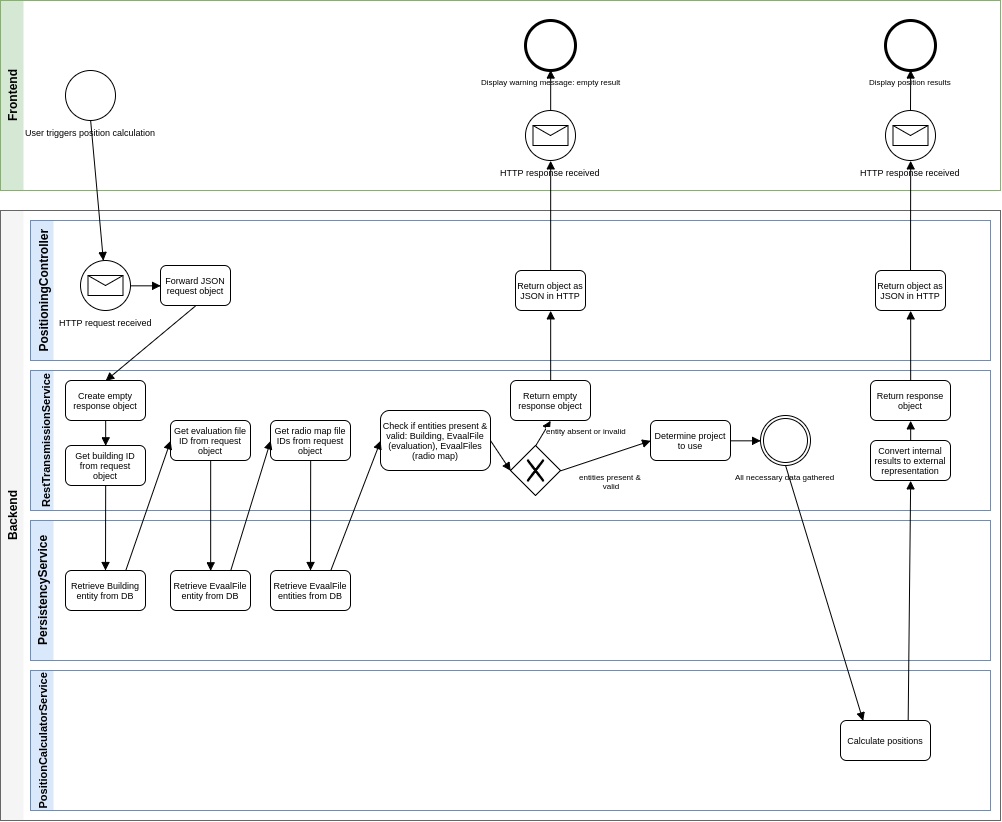 Frontend
User triggers position calculation
Display warning message: empty result
HTTP response received
Display position results
HTTP response received
Backend
PositioningController
HTTP request received
Forward JSON
request object
Return object as
JSON in HTTP
Return object as
JSON in HTTP
RestTransmissionService
Create empty
response object
Get building ID
from request
object
Get evaluation file
ID from request
object
Get radio map file
IDs from request
object
Check if entities present &
valid: Building, EvaalFile
(evaluation), EvaalFiles
(radio map)
Return empty
response object
entity absent or invalid
entities present &
valid
Determine project
to use
All necessary data gathered
Return response
object
Convert internal
results to external
representation
PersistencyService
Retrieve Building
entity from DB
Retrieve EvaalFile
entity from DB
Retrieve EvaalFile
entities from DB
PositionCalculatorService
Calculate positions